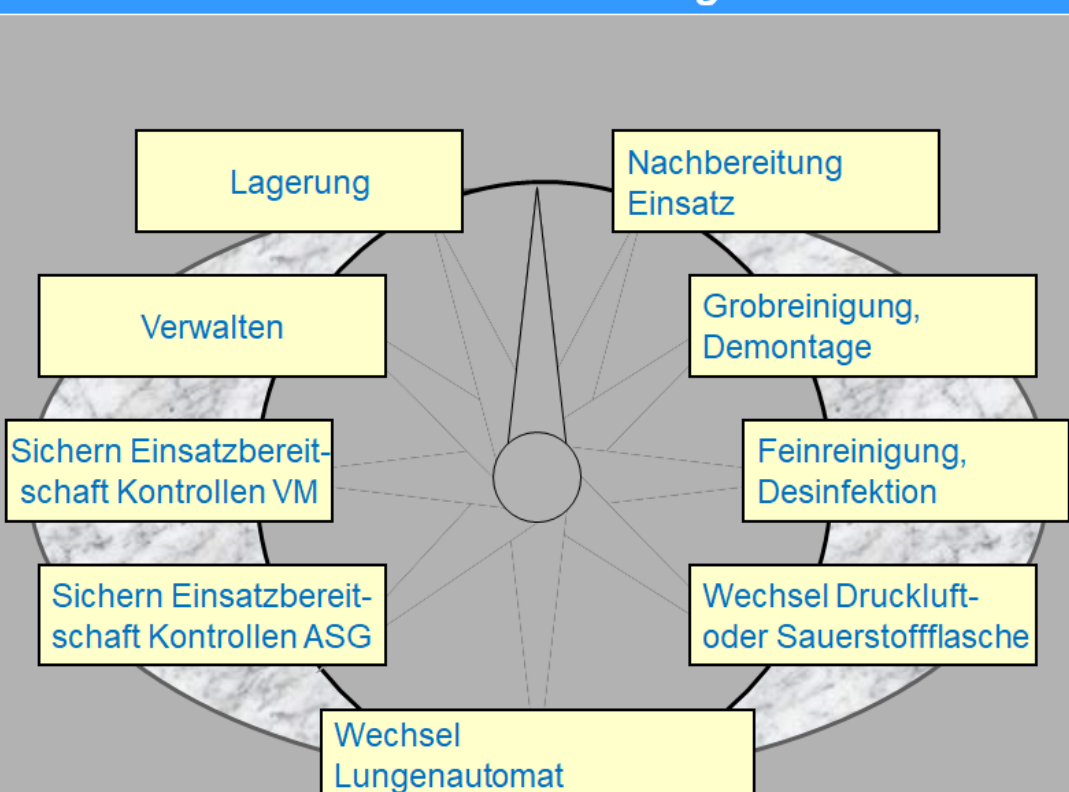 Lagerung
Nachbereitung
Einsatz
Verwalten
Grobreinigung,
Demontage
Sichern Einsatzbereit-
schaft Kontrollen VM
Feinreinigung,
Desinfektion
Sichern Einsatzbereit-
schaft Kontrollen ASG
Wechsel Druckluft-
oder Sauerstoffflasche
Wechsel
Lungenautomat